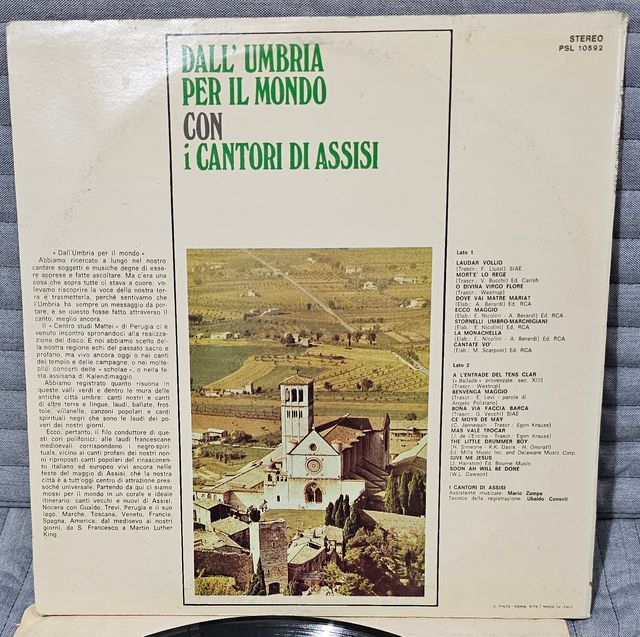 DALL' UMBRIA
PER IL MONDO
CON
i CANTORI DI ASSISI
STEREO
PSL 10592
« Dall'Umbria per il mondo »
Abbiamo ricercato a lungo nel nostro
cantare soggetti e musiche degne di esse-
re apprese e fatte ascoltare. Ma c'era una
cosa che sopra tutte ci stava a cuore: vo-
levamo riscoprire la voce della nostra ter-
ra e trasmetterla, perchè sentivamo che
l'Umbria ha sempre un messaggio da por-
tare, e se questo fosse fatto attraverso il
canto, meglio ancora.
Il « Centro studi Mattei » di Perugia ci è
venuto incontro spronandoci alla realizza-
zione del disco. E noi abbiamo scelto del-
la nostra regione echi del passato sacro e
profano, ma vivo ancora oggi o nei canti
del tempio e delle campagne, o nei molte-
plici concerti delle « scholae », o nella fe-
sta assisana di Kalendimaggio.
Abbiamo registrato quanto risuona in
queste valli verdi e dentro le mura delle
antiche città umbre: canti nostri e canti
di altre terre e lingue, laudi, ballate, frot-
tole, villanelle, canzoni popolari e canti
spirituali negri che sono le laudi dei po-
veri dei nostri giorni.
Ecco, pertanto, il filo conduttore di que-
sti cori polifonici: alle laudi francescane
medioevali corrispondono i negro-spiri-
tuals, vicino ai canti profani dei nostri non-
ni riproposti canti popolari del rinascimen-
to italiano ed europeo vivi ancora nelle
feste del maggio di Assisi, che la nostra
città è a tutt'oggi centro di attrazione pres-
sochè universale. Partendo da qui ci siamo
mossi per il mondo in un corale e ideale
itinerario: canti vecchi e nuovi di Assisi,
Nocera con Gualdo, Trevi, Perugia e il suo
lago, Marche, Toscana, Veneto, Francia,
Spagna, America; dal medioevo ai nostri
giorni, da S. Francesco a Martin Luther
King.
Lato 1
LAUDAR VOLLIO
(Trascr.: F. Liuzzi) SIAE
MORT'E' LO REGE
(Trascr.: V. Bucchi) Ed. Carish
O DIVINA VIRGO FLORE
(Trascr.: Westrup)
DOVE VAI MATRE MARIA?
(Elab.: A. Berardi) Ed. RCA
ECCO MAGGIO
(Elab.: E. Nicolini - A. Berardi) Ed. RCA
STORNELLI UMBRO-MARCHIGIANI
(Elab.: E. Nicolini) Ed. RCA
LA MONACHELLA
(Elab.: E. Nicolini - A. Berardi) Ed. RCA
CANTATE VO'
(Elab.: M. Scarponi) Ed. RCA
Lato 2
A L'ENTRADE DEL TENS CLAR
(« Ballade » provenzale, sec. XIII)
(Trascr.: Westrup)
BENVENGA MAGGIO
(Trascr.: E. Levi - parole di
Angelo Poliziano)
BONA VIA FACCIA BARCA
(Trascr.: G. Vecchi) SIAE
CE MOYS DE MAY
(C. Jannequin - Trascr.: Egon Krauss)
MAS VALE TROCAR
(J. de l'Encina - Trascr.: Egon Krauss)
THE LITTLE DRUMMER BOY
(H. Simeone - K.K. Davis - H. Onorati)
Ed. Mills Music Inc. and Delaware Music Corp.
GIVE ME JESUS
(J. Hairston) Ed. Bourne Music
SOON AH WILL BE DONE
(W.L. Dawson)
I CANTORI DI ASSISI
Assistente musicale: Mario Zampa
Tecnico della registrazione: Ubaldo Consoli
MADE IN ITALY